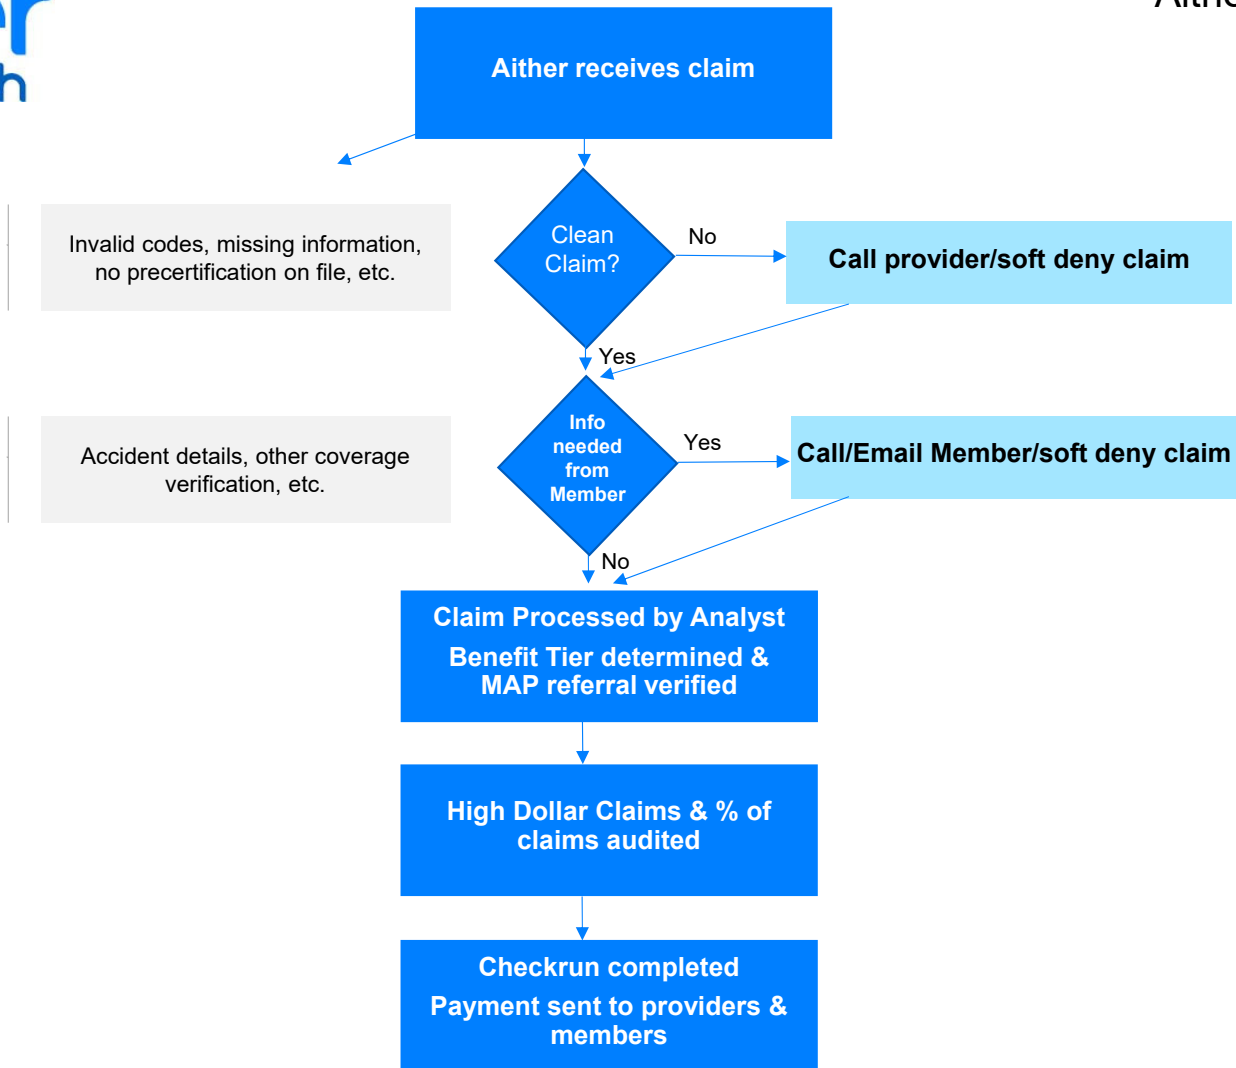 Aither receives claim
Invalid codes, missing information,
no precertification on file, etc.
Clean
Claim?
No
Call provider/soft deny claim
Yes
Accident details, other coverage
verification, etc.
Info
needed
from
Member
Yes
Call/Email Member/soft deny claim
No
Claim Processed by Analyst
Benefit Tier determined &
MAP referral verified
High Dollar Claims & % of
claims audited
Checkrun completed
Payment sent to providers &
members